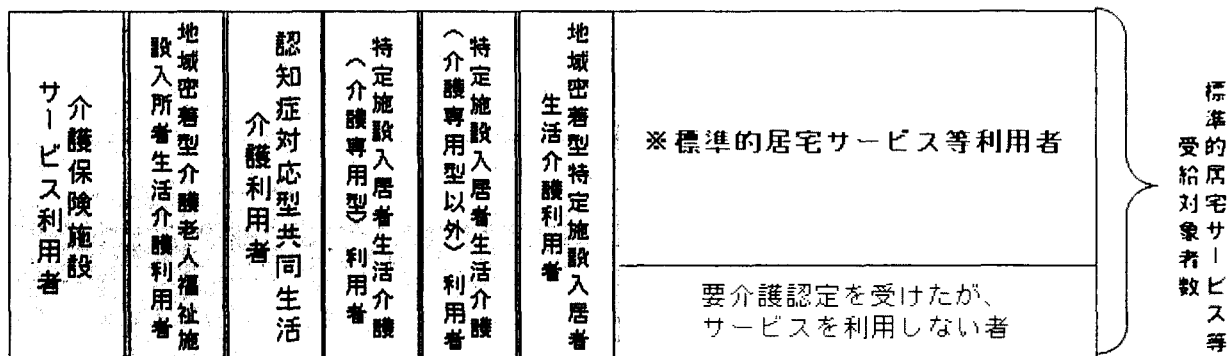 介護保険施設
サービス利用者
地域密着型介護老人福祉施
設入所者生活介護利用者
認知症対応型共同生活
介護利用者
特定施設入居者生活介護
（介護専用型）利用者
特定施設入居者生活介護
（介護専用型以外）利用者
地域密着型特定施設入居者
生活介護利用者
※標準的居宅サービス等利用者
要介護認定を受けたが、
サービスを利用しない者
標準的居宅サービス等
受給対象者数